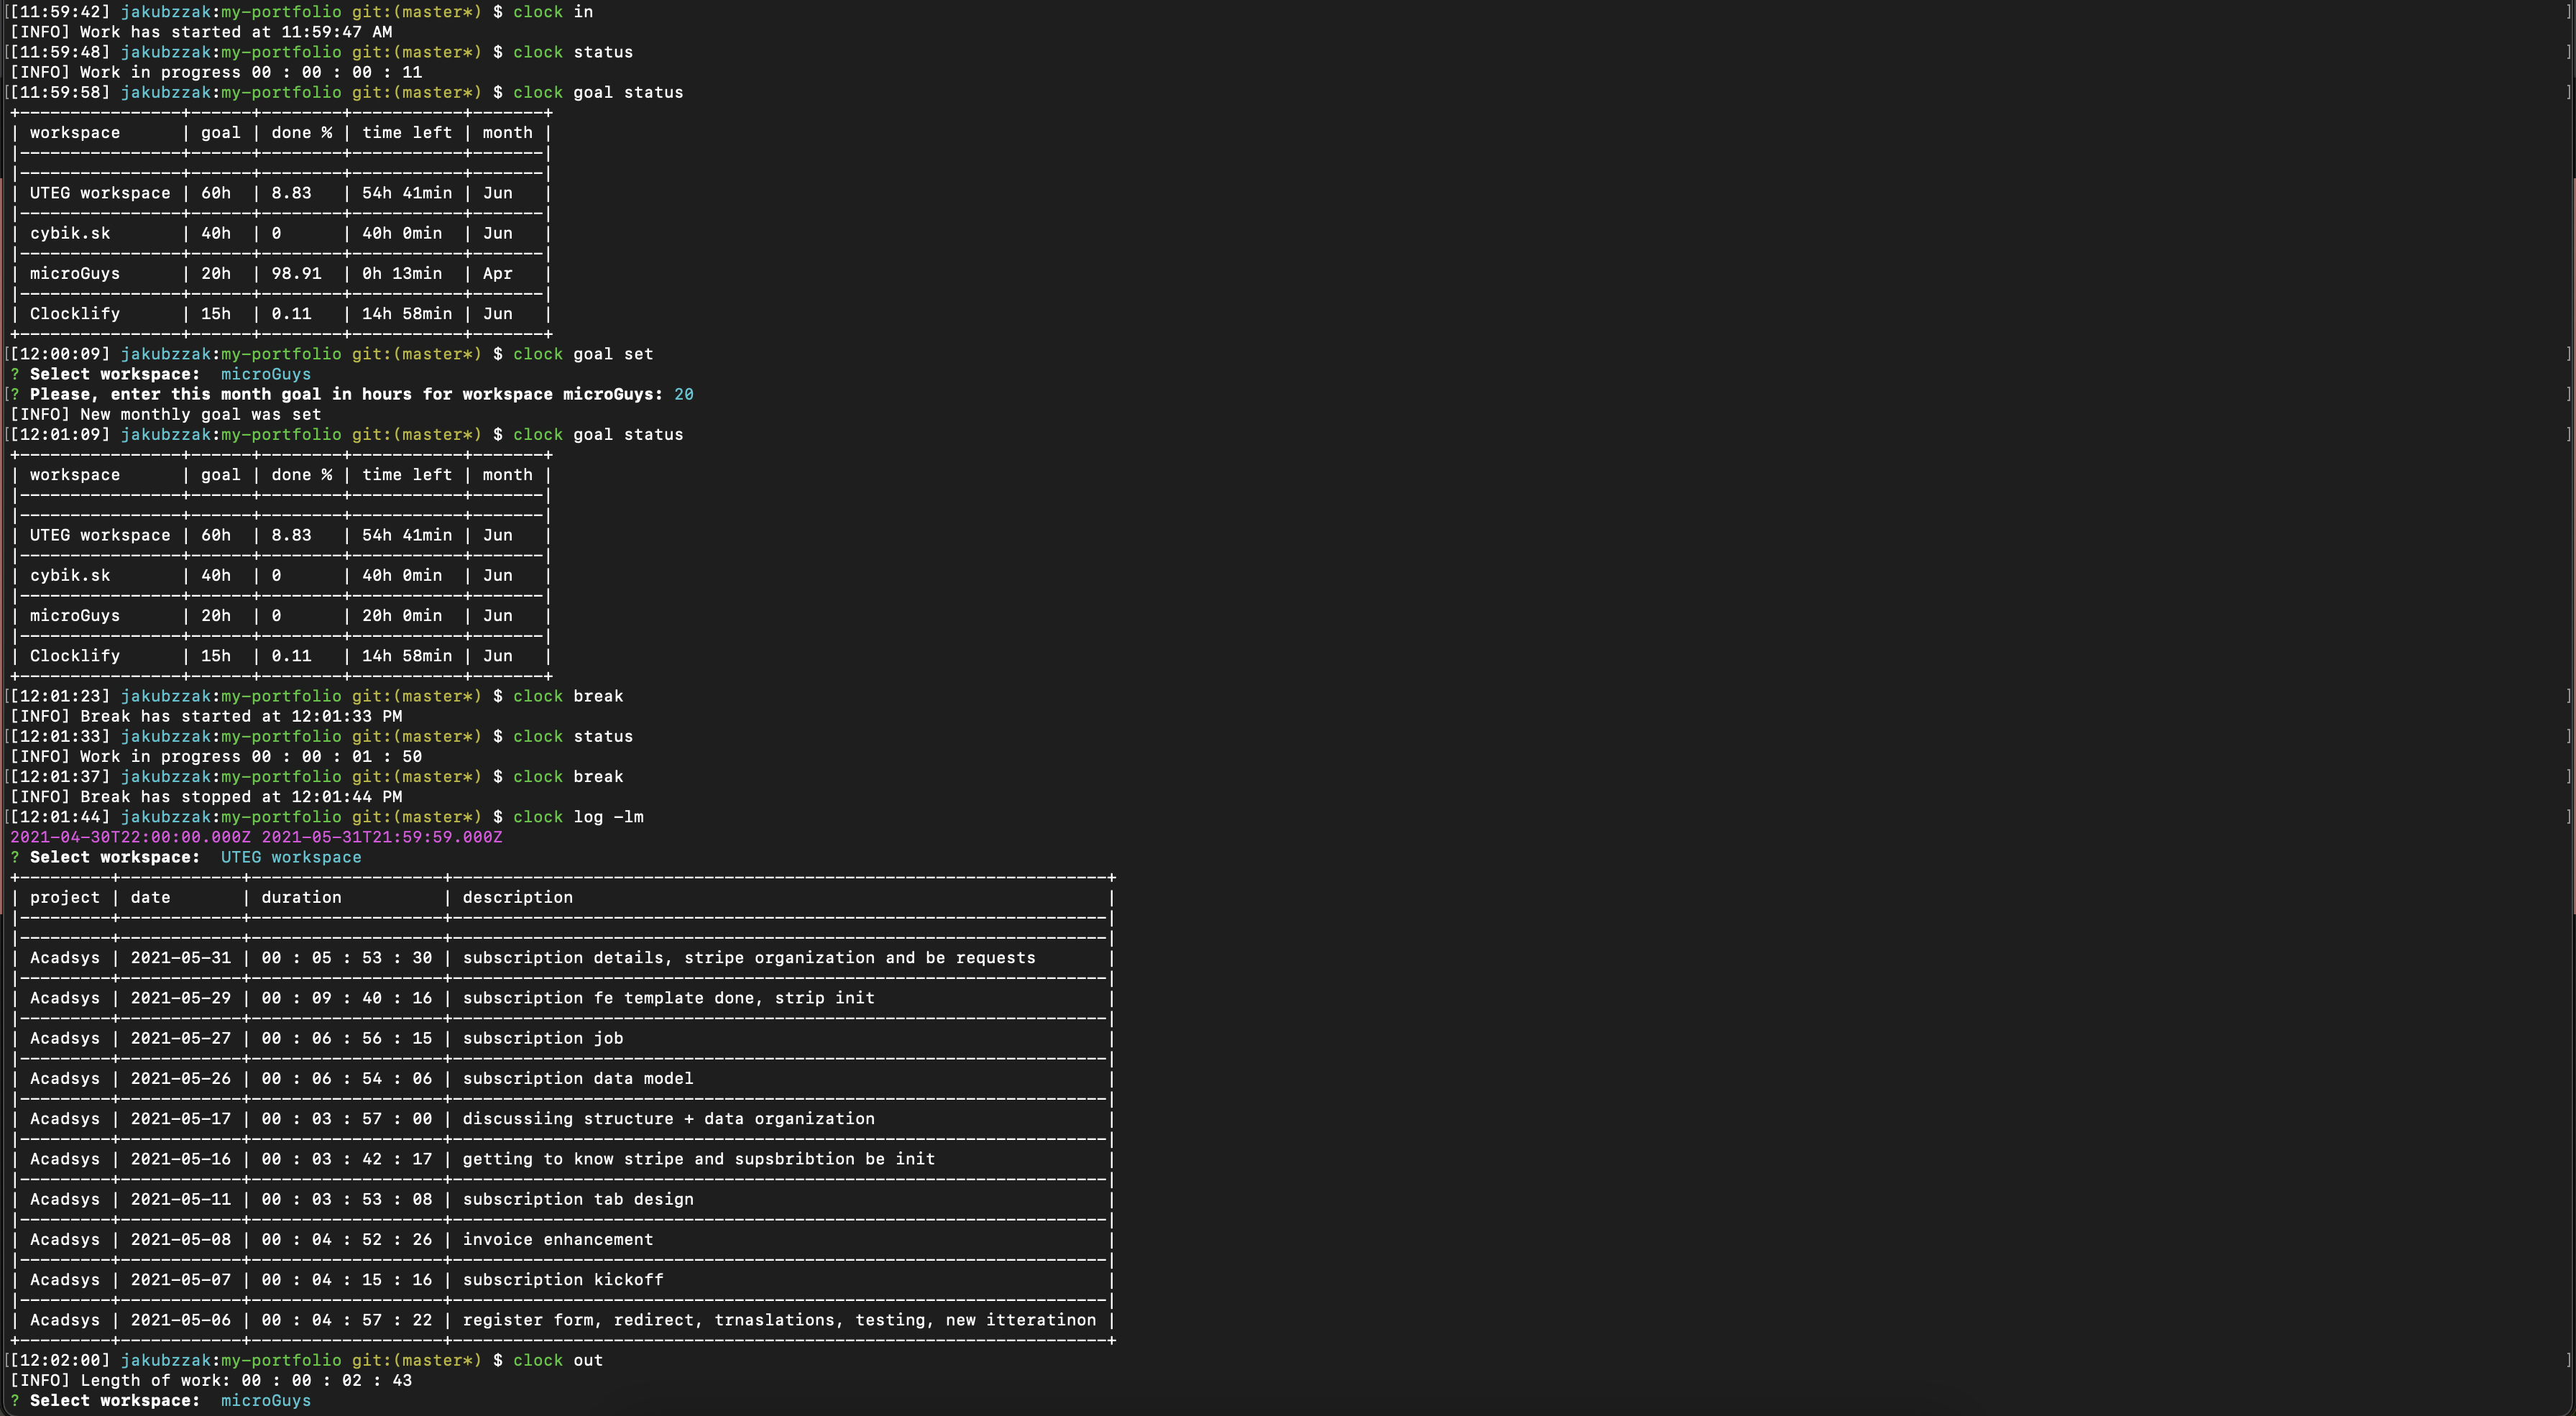 [[11:59:42] jakubzzak:my-portfolio git:(master*) $ clock in ]
[INFO] Work has started at 11:59:47 AM
[[11:59:48] jakubzzak:my-portfolio git:(master*) $ clock status ]
[INFO] Work in progress 00 : 00 : 00 : 11
[[11:59:58] jakubzzak:my-portfolio git:(master*) $ clock goal status ]
| workspace | goal | done % | time left | month |
| UTEG workspace | 60h | 8.83 | 54h 41min | Jun |
| cybik.sk | 40h | 0 | 40h 0min | Jun |
| microGuys | 20h | 98.91 | 0h 13min | Apr |
| Clocklify | 15h | 0.11 | 14h 58min | Jun |
[[12:00:09] jakubzzak:my-portfolio git:(master*) $ clock goal set ]
? Select workspace: microGuys
[? Please, enter this month goal in hours for workspace microGuys: 20 ]
[INFO] New monthly goal was set
[[12:01:09] jakubzzak:my-portfolio git:(master*) $ clock goal status ]
| workspace | goal | done % | time left | month |
| UTEG workspace | 60h | 8.83 | 54h 41min | Jun |
| cybik.sk | 40h | 0 | 40h 0min | Jun |
| microGuys | 20h | 0 | 20h 0min | Jun |
| Clocklify | 15h | 0.11 | 14h 58min | Jun |
[[12:01:23] jakubzzak:my-portfolio git:(master*) $ clock break ]
[INFO] Break has started at 12:01:33 PM
[[12:01:33] jakubzzak:my-portfolio git:(master*) $ clock status ]
[INFO] Work in progress 00 : 00 : 01 : 50
[[12:01:37] jakubzzak:my-portfolio git:(master*) $ clock break ]
[INFO] Break has stopped at 12:01:44 PM
[[12:01:44] jakubzzak:my-portfolio git:(master*) $ clock log -lm ]
2021-04-30T22:00:00.000Z 2021-05-31T21:59:59.000Z
? Select workspace: UTEG workspace
| project | date | duration | description |
| Acadsys | 2021-05-31 | 00 : 05 : 53 : 30 | subscription details, stripe organization and be requests |
| Acadsys | 2021-05-29 | 00 : 09 : 40 : 16 | subscription fe template done, strip init |
| Acadsys | 2021-05-27 | 00 : 06 : 56 : 15 | subscription job |
| Acadsys | 2021-05-26 | 00 : 06 : 54 : 06 | subscription data model |
| Acadsys | 2021-05-17 | 00 : 03 : 57 : 00 | discussiing structure + data organization |
| Acadsys | 2021-05-16 | 00 : 03 : 42 : 17 | getting to know stripe and supsbribtion be init |
| Acadsys | 2021-05-11 | 00 : 03 : 53 : 08 | subscription tab design |
| Acadsys | 2021-05-08 | 00 : 04 : 52 : 26 | invoice enhancement |
| Acadsys | 2021-05-07 | 00 : 04 : 15 : 16 | subscription kickoff |
| Acadsys | 2021-05-06 | 00 : 04 : 57 : 22 | register form, redirect, trnaslations, testing, new itteratinon |
[[12:02:00] jakubzzak:my-portfolio git:(master*) $ clock out ]
[INFO] Length of work: 00 : 00 : 02 : 43
? Select workspace: microGuys